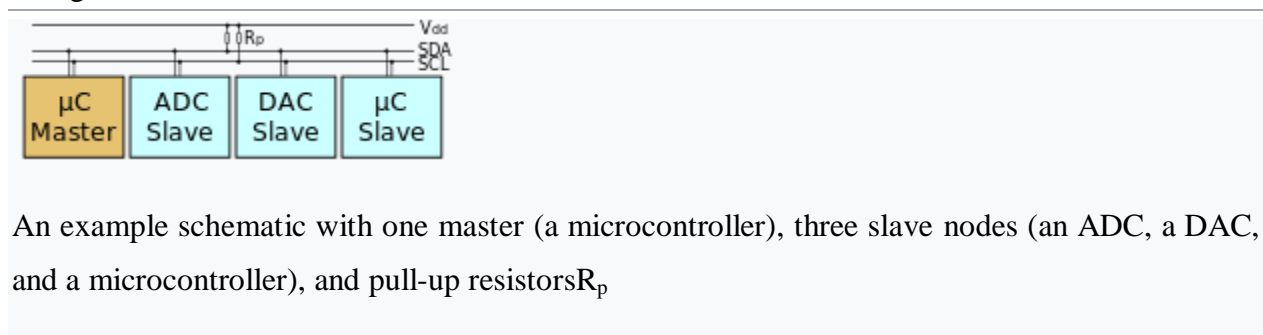 Vdd
Rp
SDA
SCL
μC Master
ADC Slave
DAC Slave
μC Slave
An example schematic with one master (a microcontroller), three slave nodes (an ADC, a DAC,
and a microcontroller), and pull-up resistorsRp